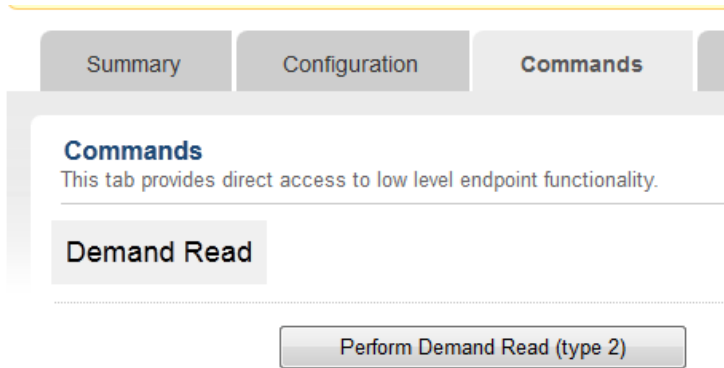 Summary Configuration Commands
Commands
This tab provides direct access to low level endpoint functionality.
Demand Read
Perform Demand Read (type 2)